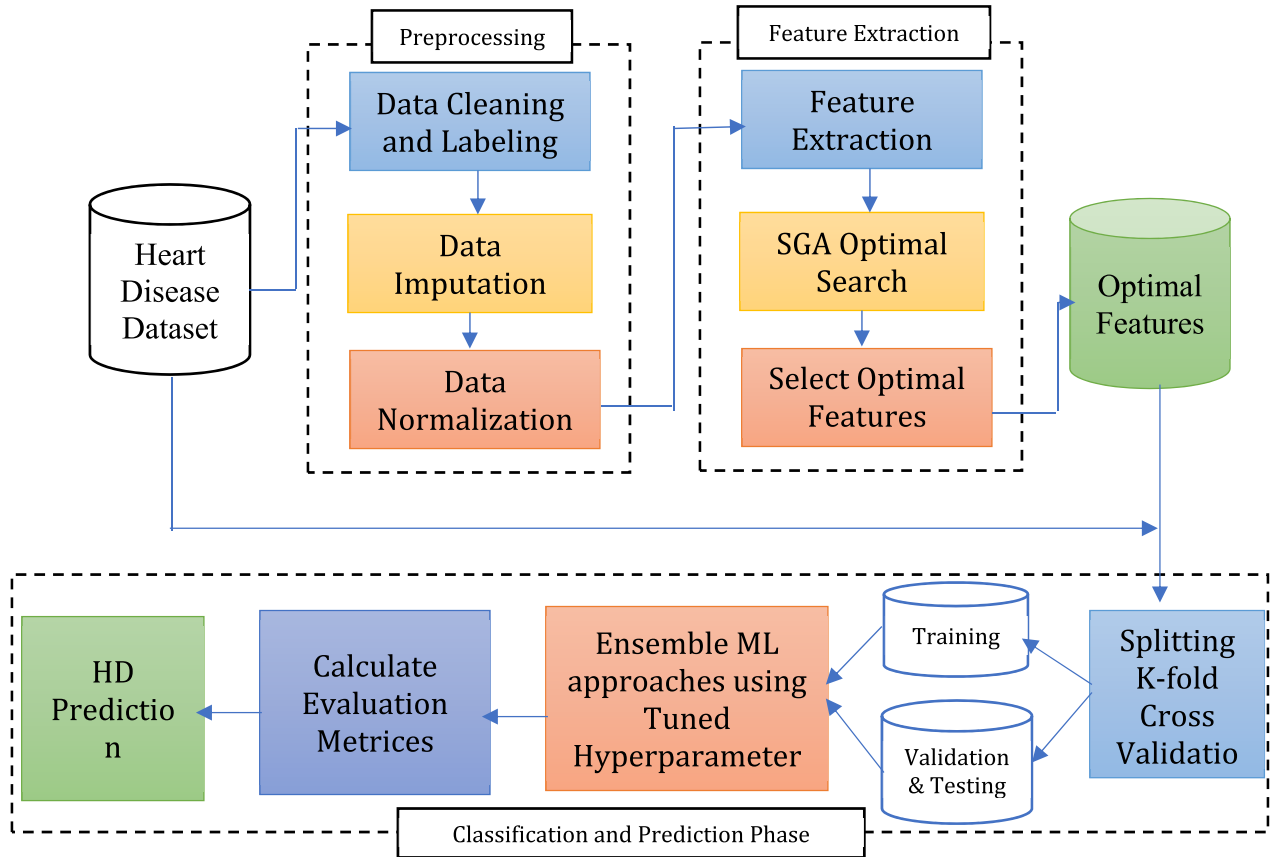 Preprocessing
Data Cleaning
and Labeling
Data
Imputation
Data
Normalization
Feature Extraction
Feature
Extraction
SGA Optimal
Search
Select Optimal
Features
Heart
Disease
Dataset
Optimal
Features
HD
Predictio
n
Calculate
Evaluation
Metrices
Ensemble ML
approaches using
Tuned
Hyperparameter
Training
Validation
& Testing
Splitting
K-fold
Cross
Validatio
Classification and Prediction Phase